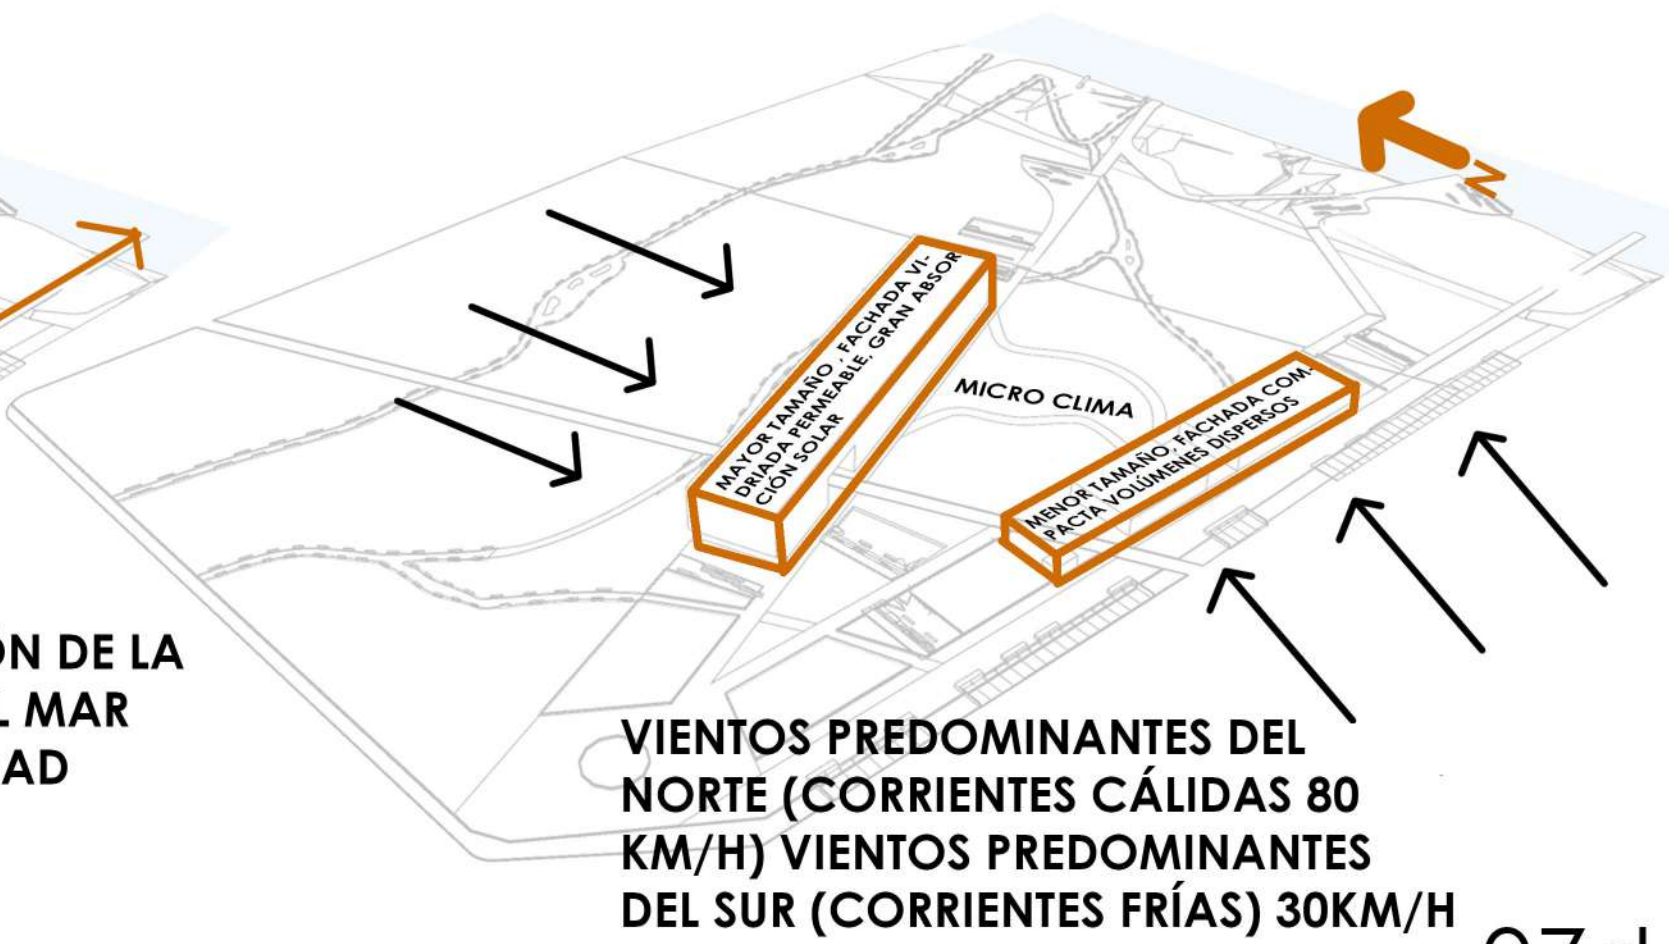 N
MAYOR TAMAÑO , FACHADA VI-
DRIADA PERMEABLE, GRAN ABSOR
CIÓN SOLAR
MICRO CLIMA
MENOR TAMAÑO, FACHADA COM-
PACTA VOLÚMENES DISPERSOS
ÓN DE LA
L MAR
AD
VIENTOS PREDOMINANTES DEL
NORTE (CORRIENTES CÁLIDAS 80
KM/H) VIENTOS PREDOMINANTES
DEL SUR (CORRIENTES FRÍAS) 30KM/H